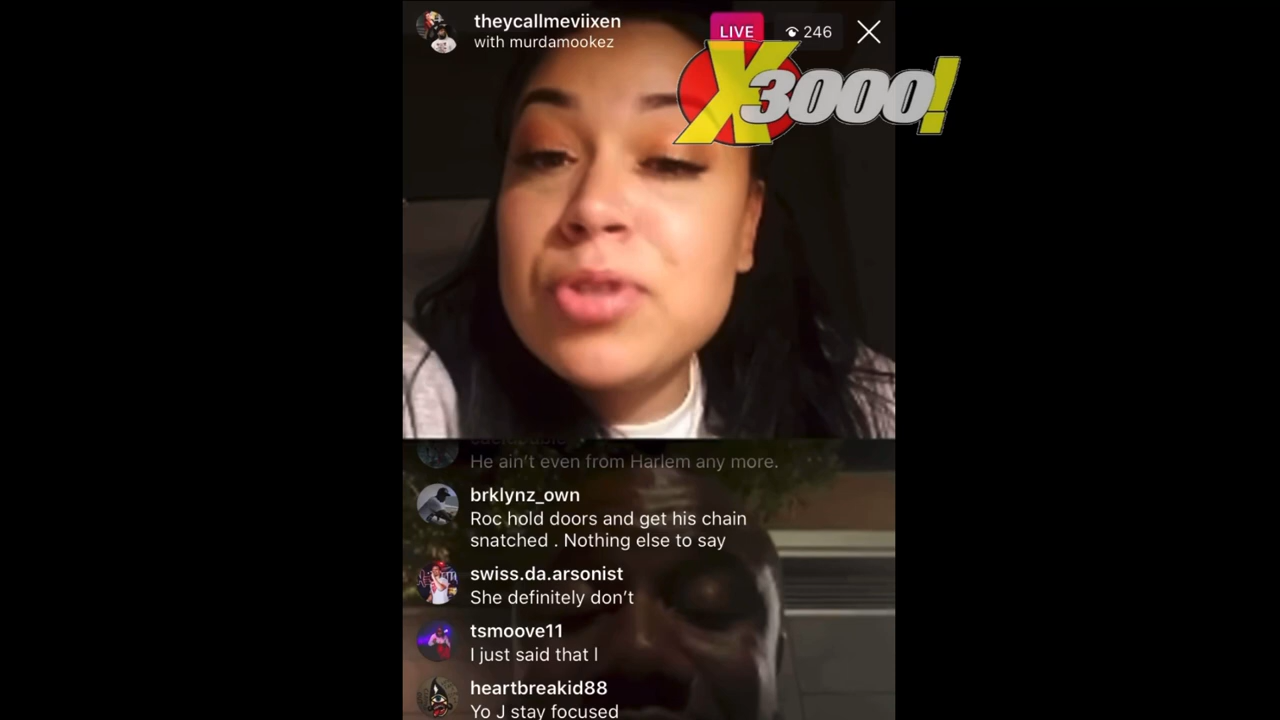 theycallmeviixen
with murdamookez
LIVE
246
X3000!
He ain't even from Harlem any more.
brklynz_own
Roc hold doors and get his chain
snatched . Nothing else to say
swiss.da.arsonist
She definitely don't
tsmoove11
I just said that I
heartbreakid88
Yo J stay focused